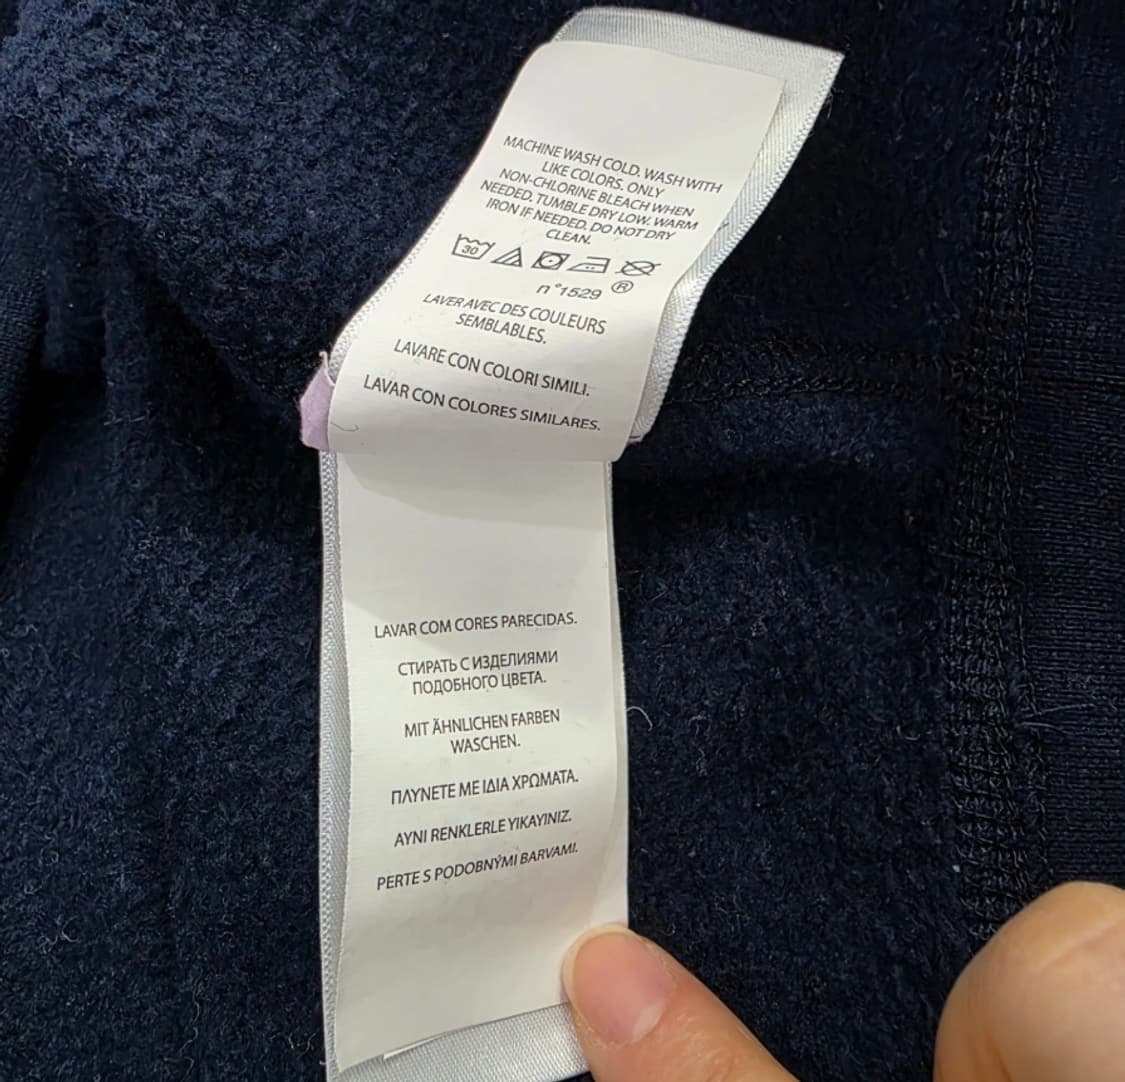 MACHINE WASH COLD. WASH WITH
LIKE COLORS. ONLY
NON-CHLORINE BLEACH WHEN
NEEDED. TUMBLE DRY LOW. WARM
IRON IF NEEDED. DO NOT DRY
CLEAN.
30
n°1529 ®
LAVER AVEC DES COULEURS
SEMBLABLES.
LAVARE CON COLORI SIMILI.
LAVAR CON COLORES SIMILARES.
LAVAR COM CORES PARECIDAS.
СТИРАТЬ С ИЗДЕЛИЯМИ
ПОДОБНОГО ЦВЕТА.
MIT ÄHNLICHEN FARBEN
WASCHEN.
ΠΛΥΝΕΤΕ ΜΕ ΙΔΙΑ ΧΡΩΜΑΤΑ.
AYNI RENKLERLE YIKAYINIZ.
PERTE S PODOBNÝMI BARVAMI.